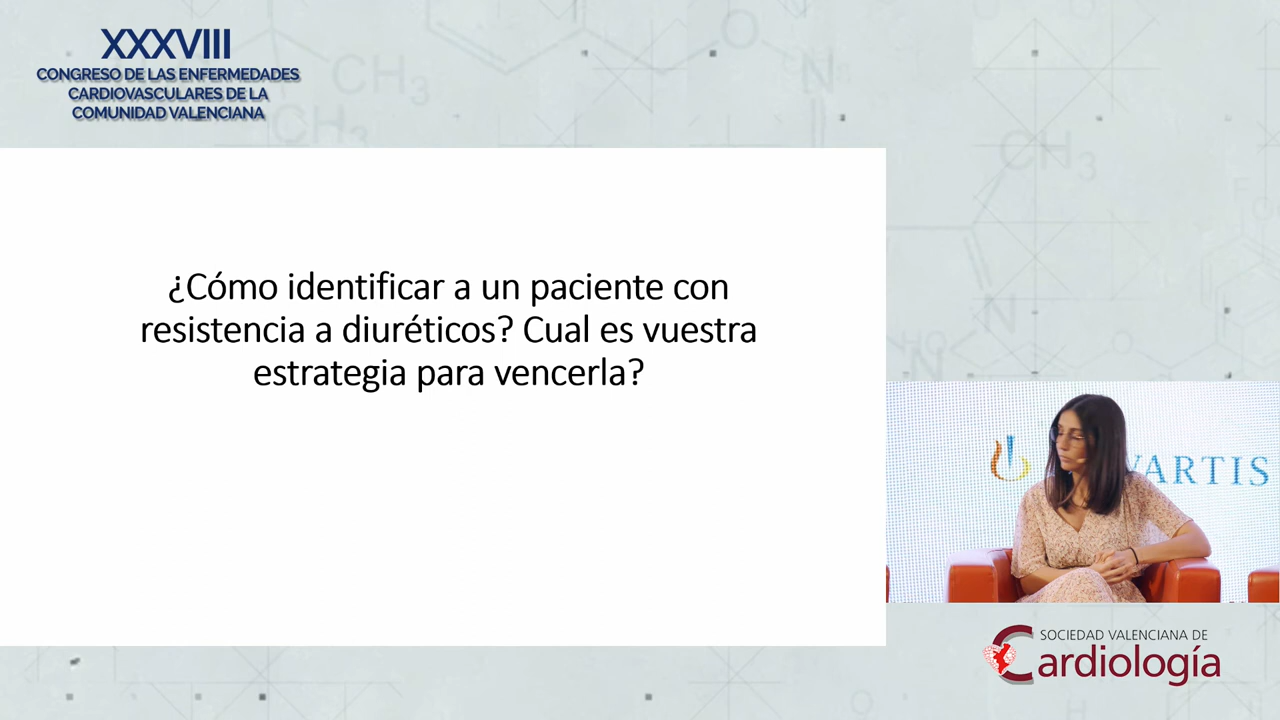 XXXVIII
CONGRESO DE LAS ENFERMEDADES
CARDIOVASCULARES DE LA
COMUNIDAD VALENCIANA
¿Cómo identificar a un paciente con
resistencia a diuréticos? Cual es vuestra
estrategia para vencerla?
VARTIS
SOCIEDAD VALENCIANA DE
Cardiología